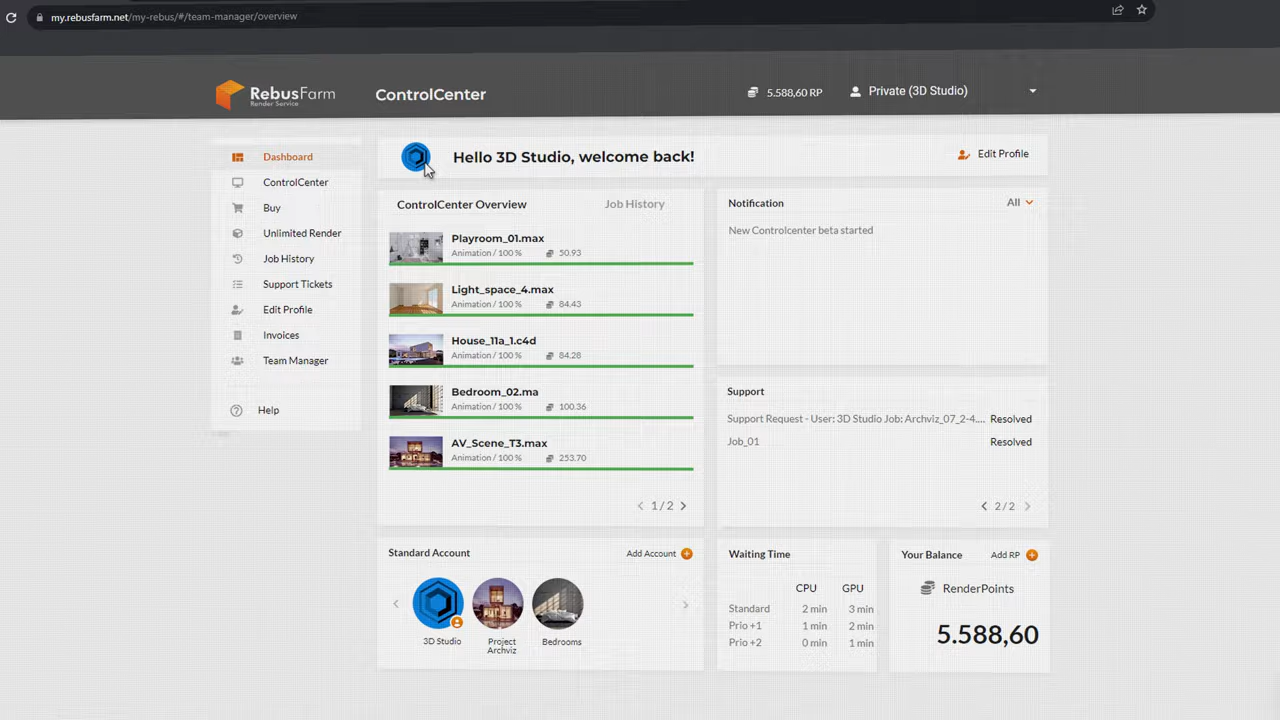 my.rebusfarm.net/my-rebus/#/team-manager/overview
RebusFarm
Render Service
ControlCenter
5.588,60 RP
Private (3D Studio)
Dashboard
ControlCenter
Buy
Unlimited Render
Job History
Support Tickets
Edit Profile
Invoices
Team Manager
Help
Hello 3D Studio, welcome back!
Edit Profile
ControlCenter Overview
Job History
Playroom_01.max
Animation / 100 %
50.93
Light_space_4.max
Animation / 100 %
84.43
House_11a_1.c4d
Animation / 100 %
84.28
Bedroom_02.ma
Animation / 100 %
100.36
AV_Scene_T3.max
Animation / 100 %
253.70
1 / 2
Notification
All
New Controlcenter beta started
Support
Support Request - User: 3D Studio Job: Archviz_07_2-4.... Resolved
Job_01 Resolved
2 / 2
Standard Account
Add Account
3D Studio
Project
Archviz
Bedrooms
Waiting Time
CPU GPU
Standard 2 min 3 min
Prio +1 1 min 2 min
Prio +2 0 min 1 min
Your Balance
Add RP
RenderPoints
5.588,60